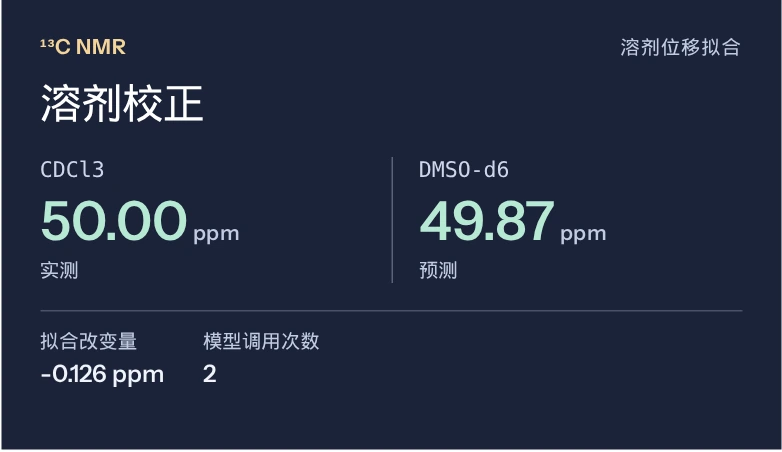 ¹³C NMR
溶剂位移拟合
溶剂校正
CDCl3
50.00 ppm
实测
DMSO-d6
49.87 ppm
预测
拟合改变量
-0.126 ppm
模型调用次数
2